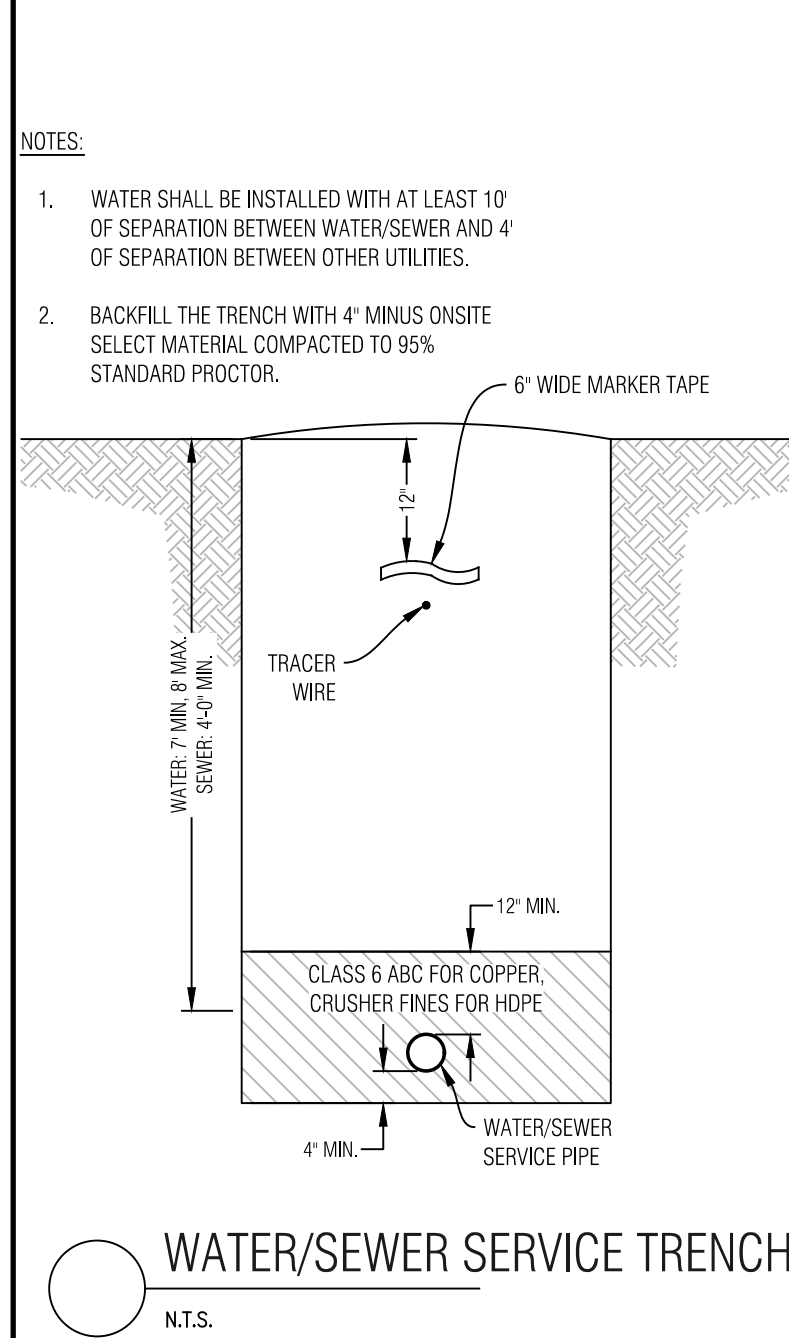 NOTES:
1. WATER SHALL BE INSTALLED WITH AT LEAST 10'
OF SEPARATION BETWEEN WATER/SEWER AND 4'
OF SEPARATION BETWEEN OTHER UTILITIES.
2. BACKFILL THE TRENCH WITH 4" MINUS ONSITE
SELECT MATERIAL COMPACTED TO 95%
STANDARD PROCTOR.
6" WIDE MARKER TAPE
12"
TRACER
WIRE
WATER: 7' MIN, 8' MAX.
SEWER: 4'-0" MIN.
12" MIN.
CLASS 6 ABC FOR COPPER,
CRUSHER FINES FOR HDPE
4" MIN.
WATER/SEWER
SERVICE PIPE
WATER/SEWER SERVICE TRENCH
N.T.S.